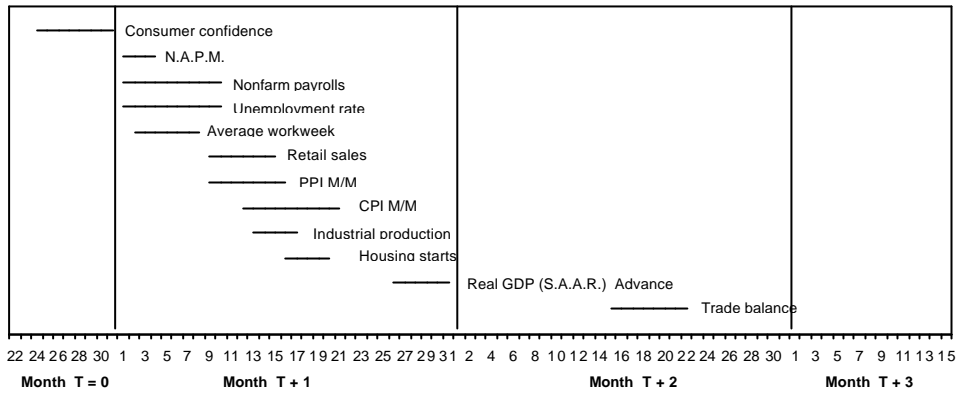 Consumer confidence
N.A.P.M.
Nonfarm payrolls
Unemployment rate
Average workweek
Retail sales
PPI M/M
CPI M/M
Industrial production
Housing starts
Real GDP (S.A.A.R.) Advance
Trade balance
22 24 26 28 30 1 3 5 7 9 11 13 15 17 19 21 23 25 27 29 31 2 4 6 8 10 12 14 16 18 20 22 24 26 28 30 1 3 5 7 9 11 13 15
Month T = 0 Month T + 1 Month T + 2 Month T + 3